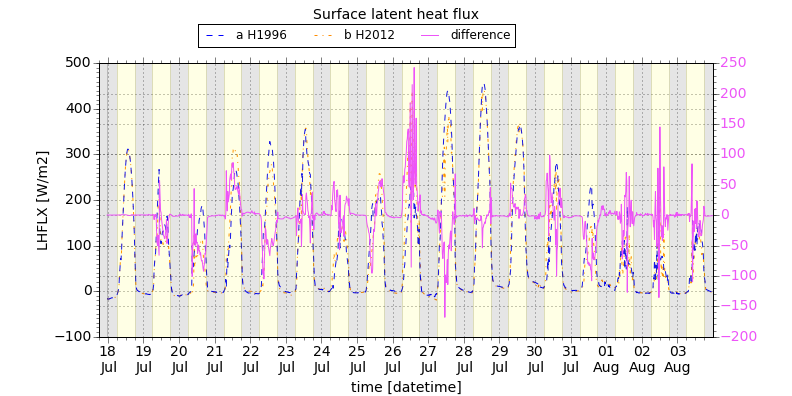 Surface latent heat flux
a H1996 b H2012 difference
500 250
400 200
300 150
200 100
100 50
0 0
−100 −50
−100
−150
−200
LHFLX [W/m2]
18 19 20 21 22 23 24 25 26 27 28 29 30 31 01 02 03
Jul Jul Jul Jul Jul Jul Jul Jul Jul Jul Jul Jul Jul Jul Aug Aug Aug
time [datetime]